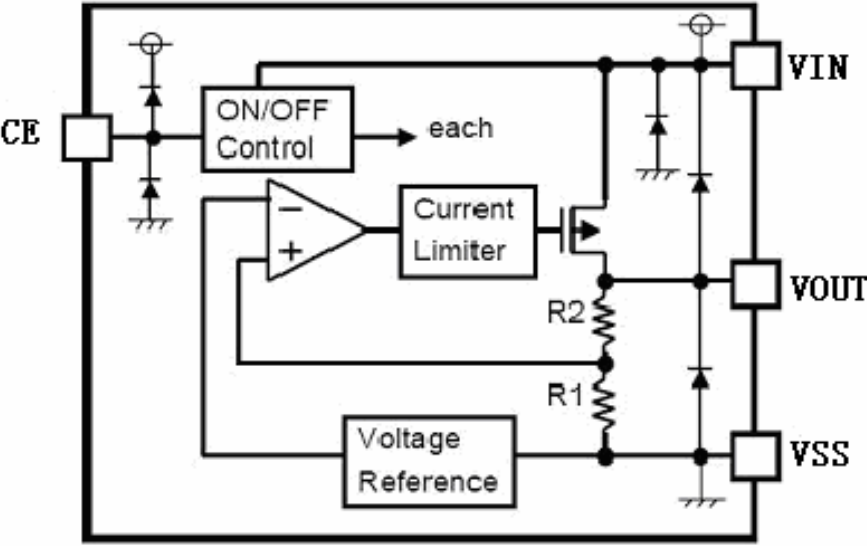 VIN
CE
ON/OFF
Control
each
−
+
Current
Limiter
VOUT
R2
R1
Voltage
Reference
VSS